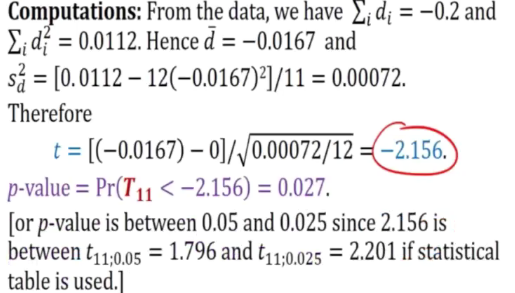 Computations: From the data, we have ∑ᵢ dᵢ = −0.2 and
∑ᵢ dᵢ² = 0.0112. Hence d̄ = −0.0167 and
s_d² = [0.0112 − 12(−0.0167)²]/11 = 0.00072.
Therefore
t = [(−0.0167) − 0]/√(0.00072/12) = −2.156.
p-value = Pr(T₁₁ < −2.156) = 0.027.
[or p-value is between 0.05 and 0.025 since 2.156 is
between t₁₁;₀.₀₅ = 1.796 and t₁₁;₀.₀₂₅ = 2.201 if statistical
table is used.]